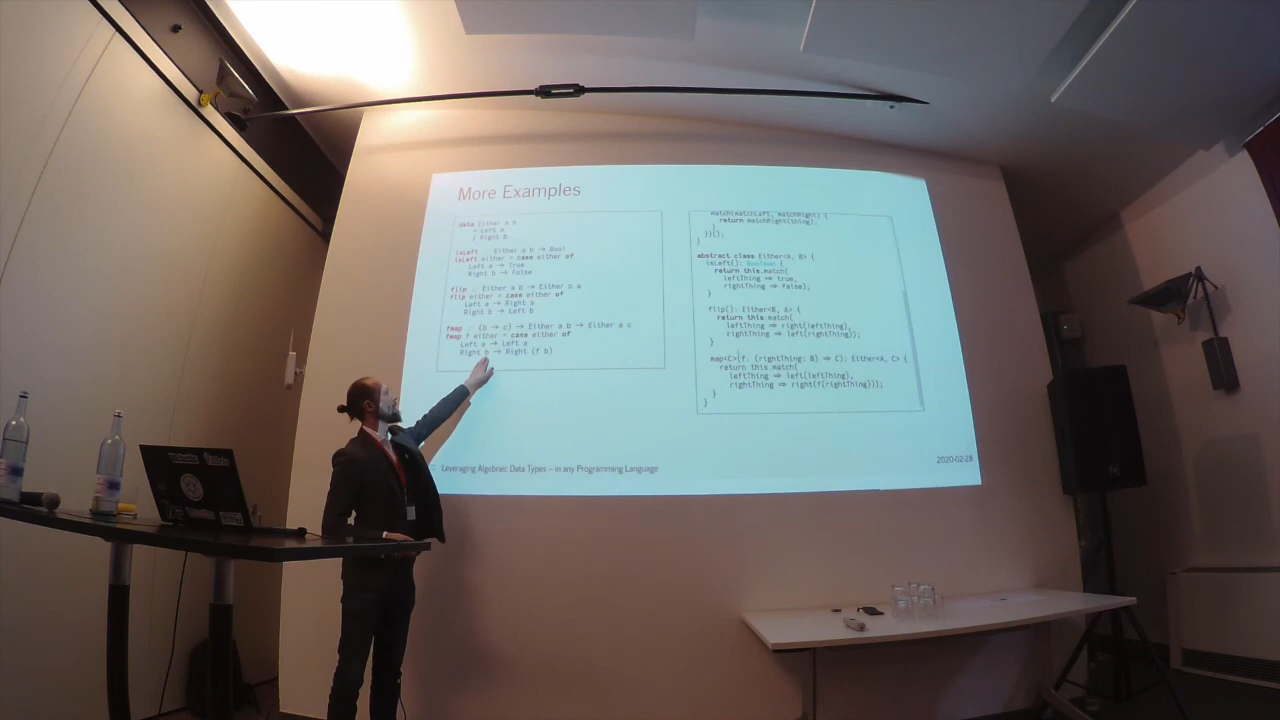 More Examples
data Either a b
= Left a
| Right b
isLeft :: Either a b → Bool
isLeft either = case either of
Left a → True
Right b → False
flip :: Either a b → Either b a
flip either = case either of
Left a → Right a
Right b → Left b
fmap :: (b → c) → Either a b → Either a c
fmap f either = case either of
Left a → Left a
Right b → Right (f b)
match(matchLeft, matchRight) {
return matchRight(thing);
}
}))();
}
abstract class Either<A, B> {
isLeft(): Boolean {
return this.match(
leftThing ⇒ true,
rightThing ⇒ false);
}
flip(): Either<B, A> {
return this.match(
leftThing ⇒ right(leftThing),
rightThing ⇒ left(rightThing));
}
map<C>(f: (rightThing: B) ⇒ C): Either<A, C> {
return this.match(
leftThing ⇒ left(leftThing),
rightThing ⇒ right(f(rightThing)));
}
}
Leveraging Algebraic Data Types – in any Programming Language
2020-02-28